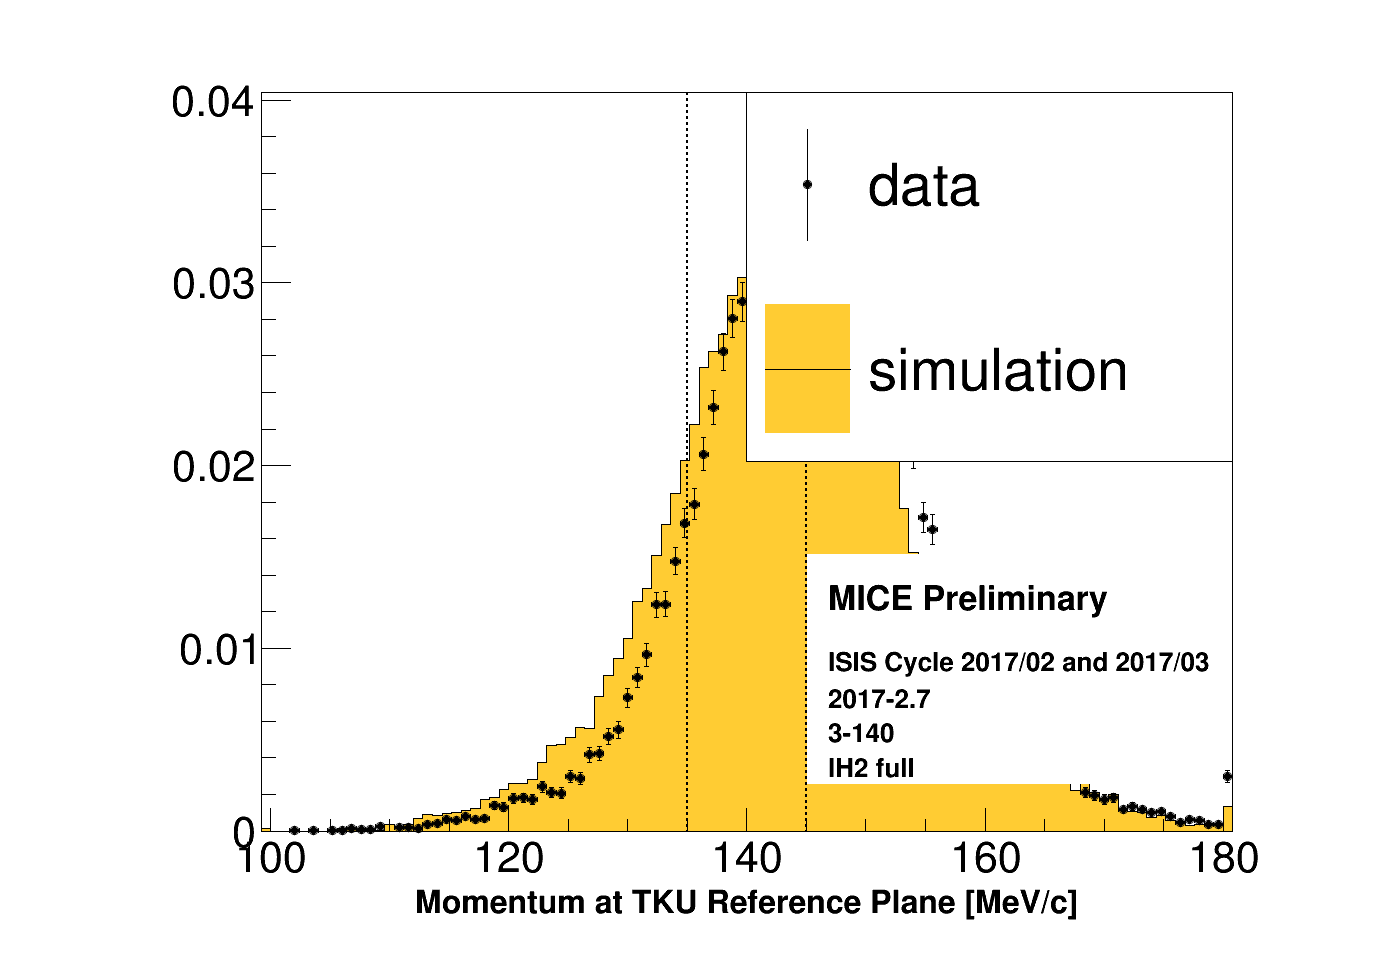 0.04
data
0.03
simulation
0.02
MICE Preliminary
0.01
ISIS Cycle 2017/02 and 2017/03
2017-2.7
3-140
IH2 full
0
100 120 140 160 180
Momentum at TKU Reference Plane [MeV/c]